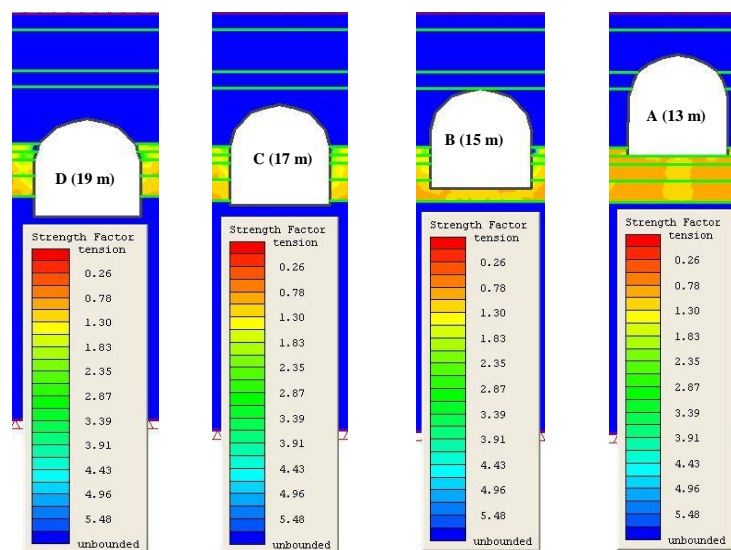 D (19 m)
C (17 m)
B (15 m)
A (13 m)
Strength Factor
tension
0.26
0.78
1.30
1.83
2.35
2.87
3.39
3.91
4.43
4.96
5.48
unbounded
Strength Factor
tension
0.26
0.78
1.30
1.83
2.35
2.87
3.39
3.91
4.43
4.96
5.48
unbounded
Strength Factor
tension
0.26
0.78
1.30
1.83
2.35
2.87
3.39
3.91
4.43
4.96
5.48
unbounded
Strength Factor
tension
0.26
0.78
1.30
1.83
2.35
2.87
3.39
3.91
4.43
4.96
5.48
unbounded